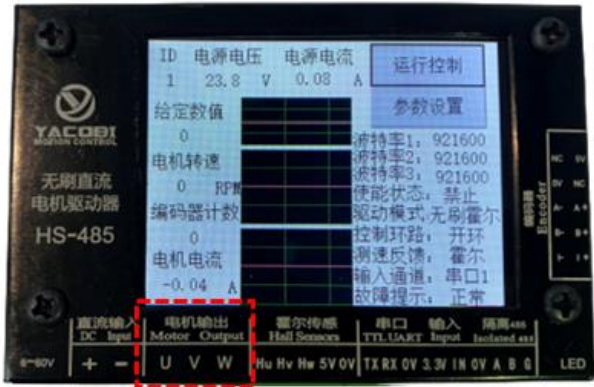 ID 电源电压 电源电流
1 23.8 V 0.08 A
运行控制
参数设置
给定数值
0
电机转速
0 RPM
编码器计数
0
电机电流
-0.04 A
波特率1: 921600
波特率2: 921600
波特率3: 921600
使能状态: 禁止
驱动模式:无刷霍尔
控制环路: 开环
测速反馈: 霍尔
输入通道: 串口1
故障提示: 正常
YACOBI
MOTION CONTROL
无刷直流
电机驱动器
HS-485
编码器
Encoder
NC 5V
0V NC
A- A+
B- B+
I- I+
直流输入 电机输出 霍尔传感 串口 输入 隔离485
DC Input Motor Output Hall Sensors TTL UART Input Isolated 485
6~60V + - U V W Hu Hv Hw 5V 0V TX RX 0V 3.3V IN 0V A B G LED